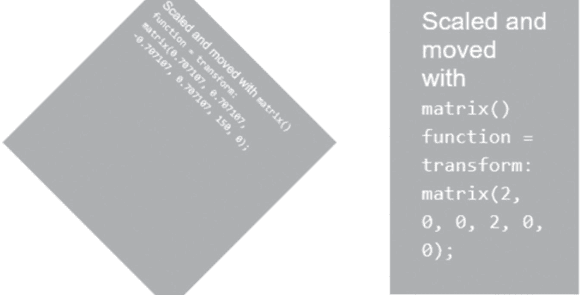 Scaled and moved with matrix()
function = transform:
matrix(0.707107, 0.707107,
-0.707107, 0.707107, 150, 0);
Scaled and
moved
with
matrix()
function =
transform:
matrix(2,
0, 0, 2, 0,
0);